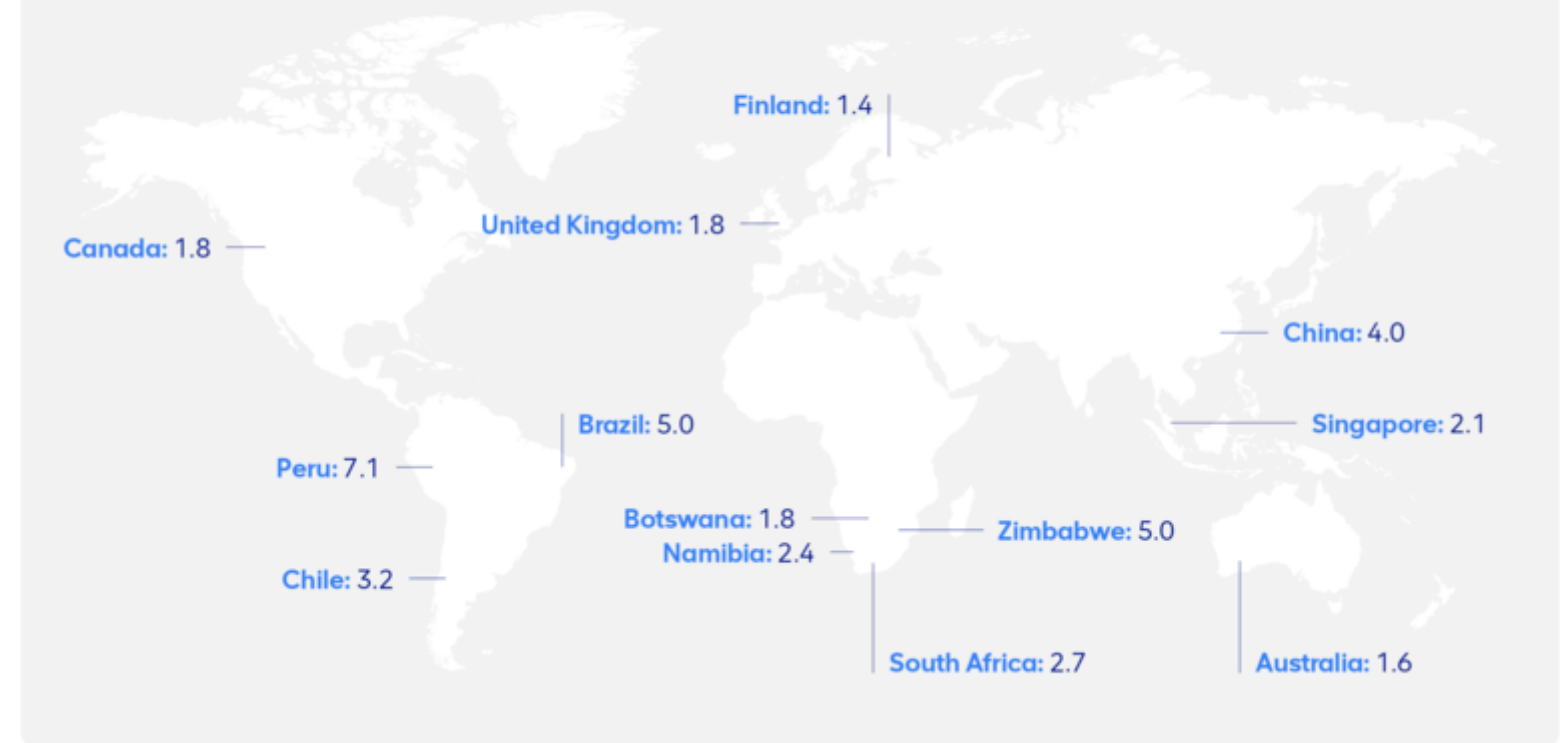 Finland: 1.4
United Kingdom: 1.8
Canada: 1.8
China: 4.0
Brazil: 5.0
Singapore: 2.1
Peru: 7.1
Botswana: 1.8
Zimbabwe: 5.0
Namibia: 2.4
Chile: 3.2
South Africa: 2.7
Australia: 1.6